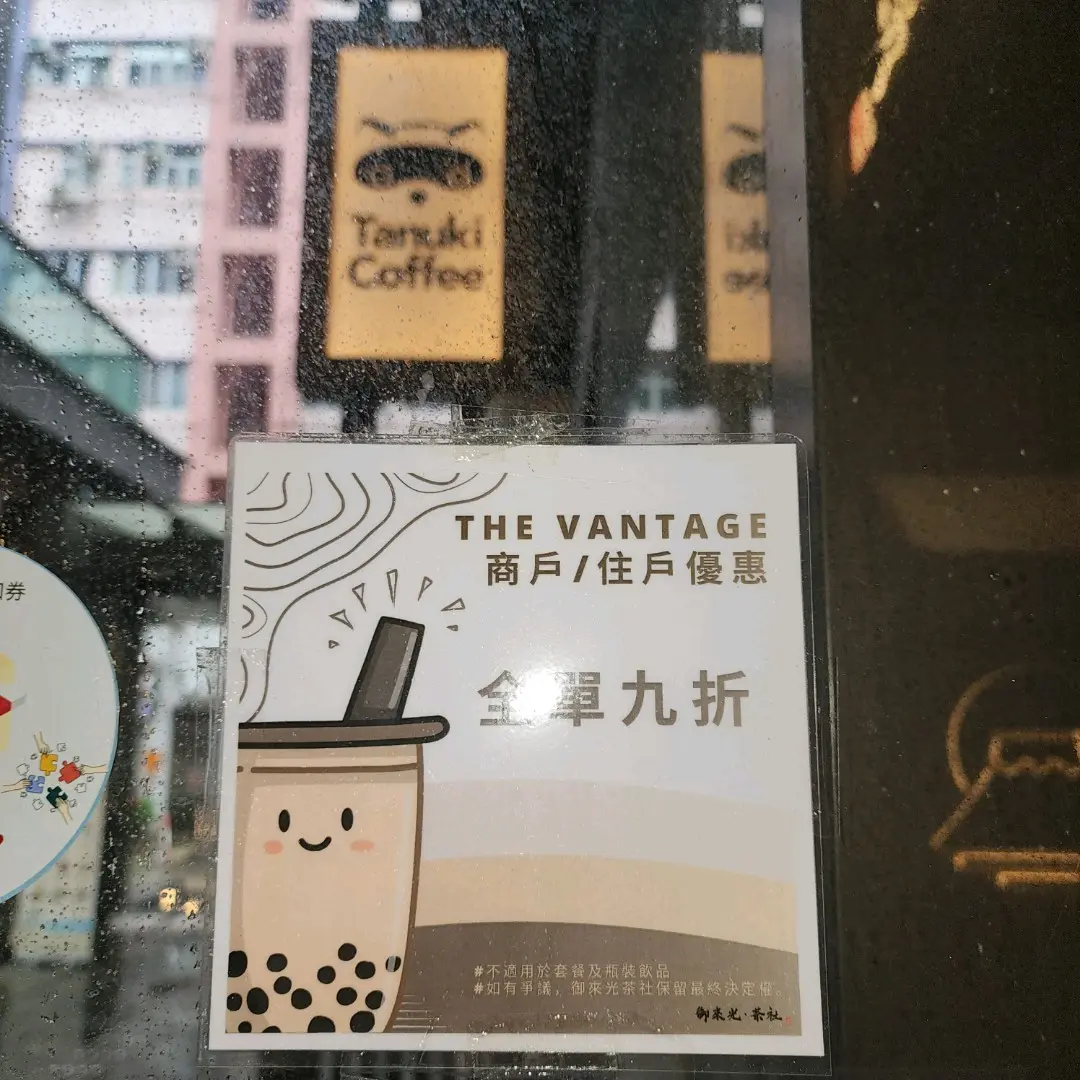 Tanuki
Coffee
THE VANTAGE
商戶/住戶優惠
全單九折
券
#不適用於套餐及瓶裝飲品
#如有爭議，御來光茶社保留最終決定權。
御來光·茶社